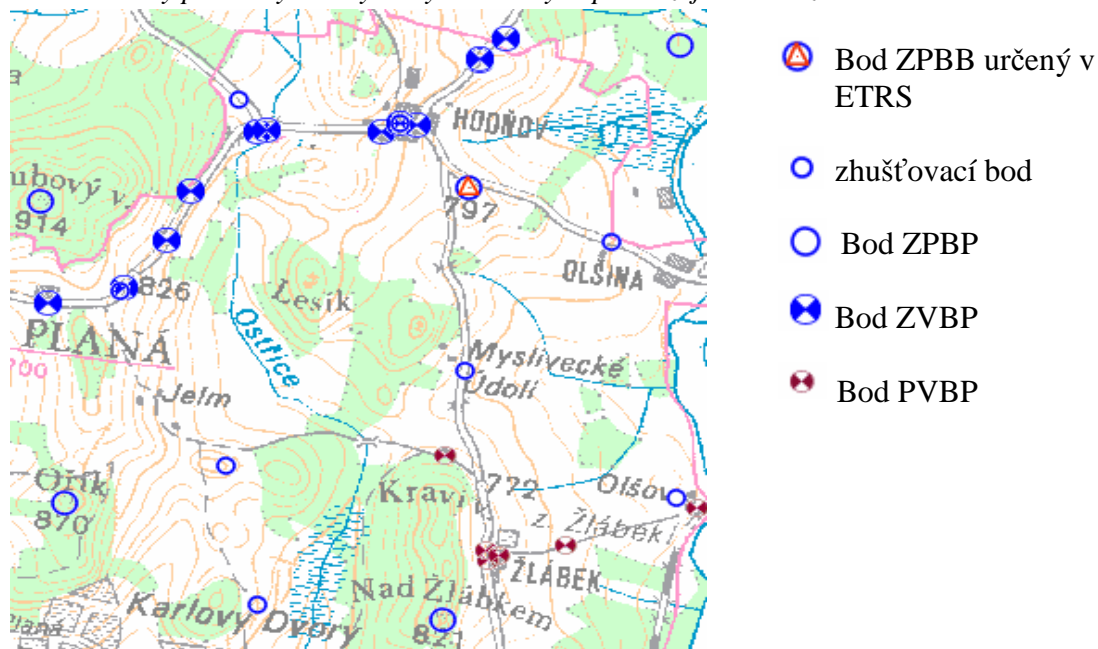 HODŇOV
797
914
OLŠINA
826
Lesík
PLANÁ
Ostřice
Myslivecké
Údolí
Jelm
Kraví v.
772
Olšov
Ořík
870
z. Žlábek
ŽLÁBEK
Nad Žlábkem
821
Karlovy Dvory
Bod ZPBB určený v
ETRS
zhušťovací bod
Bod ZPBP
Bod ZVBP
Bod PVBP